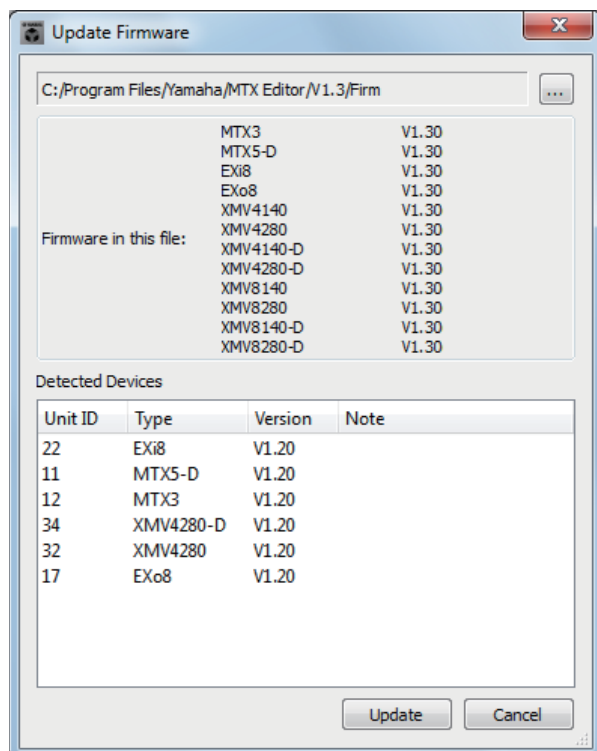 Update Firmware
C:/Program Files/Yamaha/MTX Editor/V1.3/Firm ...
Firmware in this file:
MTX3 V1.30
MTX5-D V1.30
EXi8 V1.30
EXo8 V1.30
XMV4140 V1.30
XMV4280 V1.30
XMV4140-D V1.30
XMV4280-D V1.30
XMV8140 V1.30
XMV8280 V1.30
XMV8140-D V1.30
XMV8280-D V1.30
Detected Devices
Unit ID Type Version Note
22 EXi8 V1.20
11 MTX5-D V1.20
12 MTX3 V1.20
34 XMV4280-D V1.20
32 XMV4280 V1.20
17 EXo8 V1.20
Update Cancel